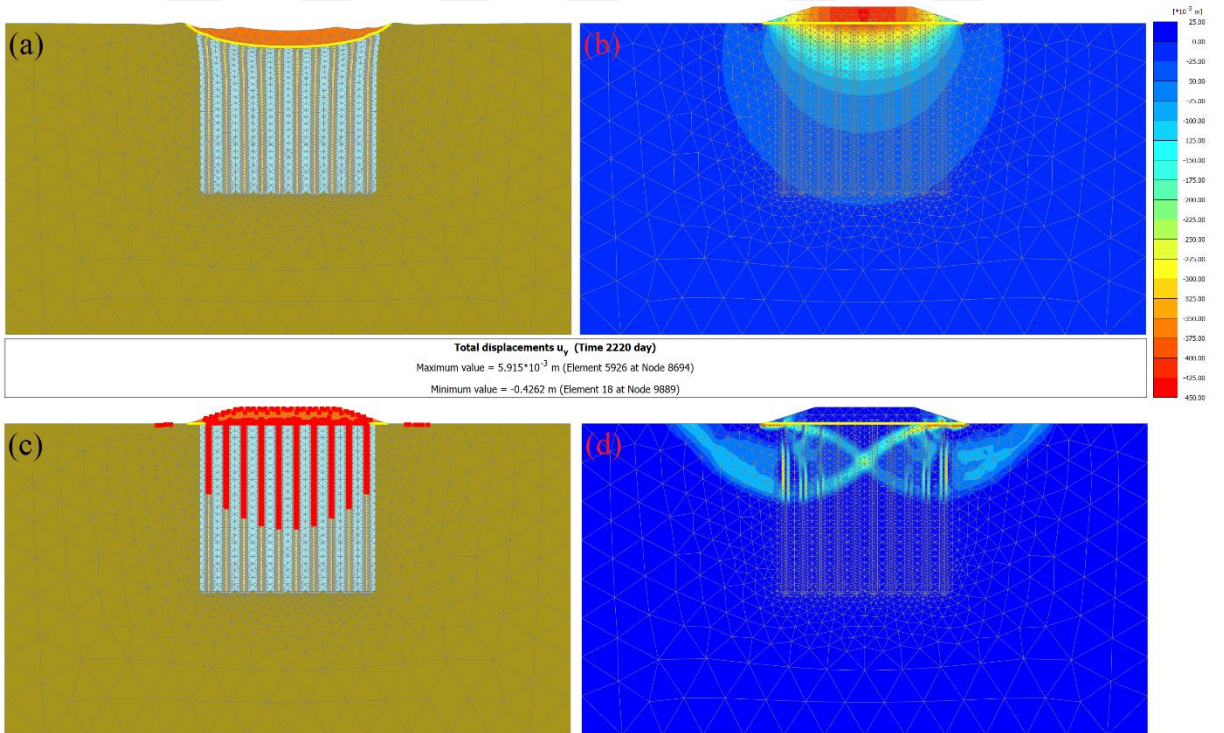 (a)
(b)
[*10⁻³ m]
25.00
0.00
-25.00
-50.00
-75.00
-100.00
-125.00
-150.00
-175.00
-200.00
-225.00
-250.00
-275.00
-300.00
-325.00
-350.00
-375.00
-400.00
-425.00
-450.00
Total displacements uᵧ (Time 2220 day)
Maximum value = 5.915*10⁻³ m (Element 5926 at Node 8694)
Minimum value = -0.4262 m (Element 18 at Node 9889)
(c)
(d)